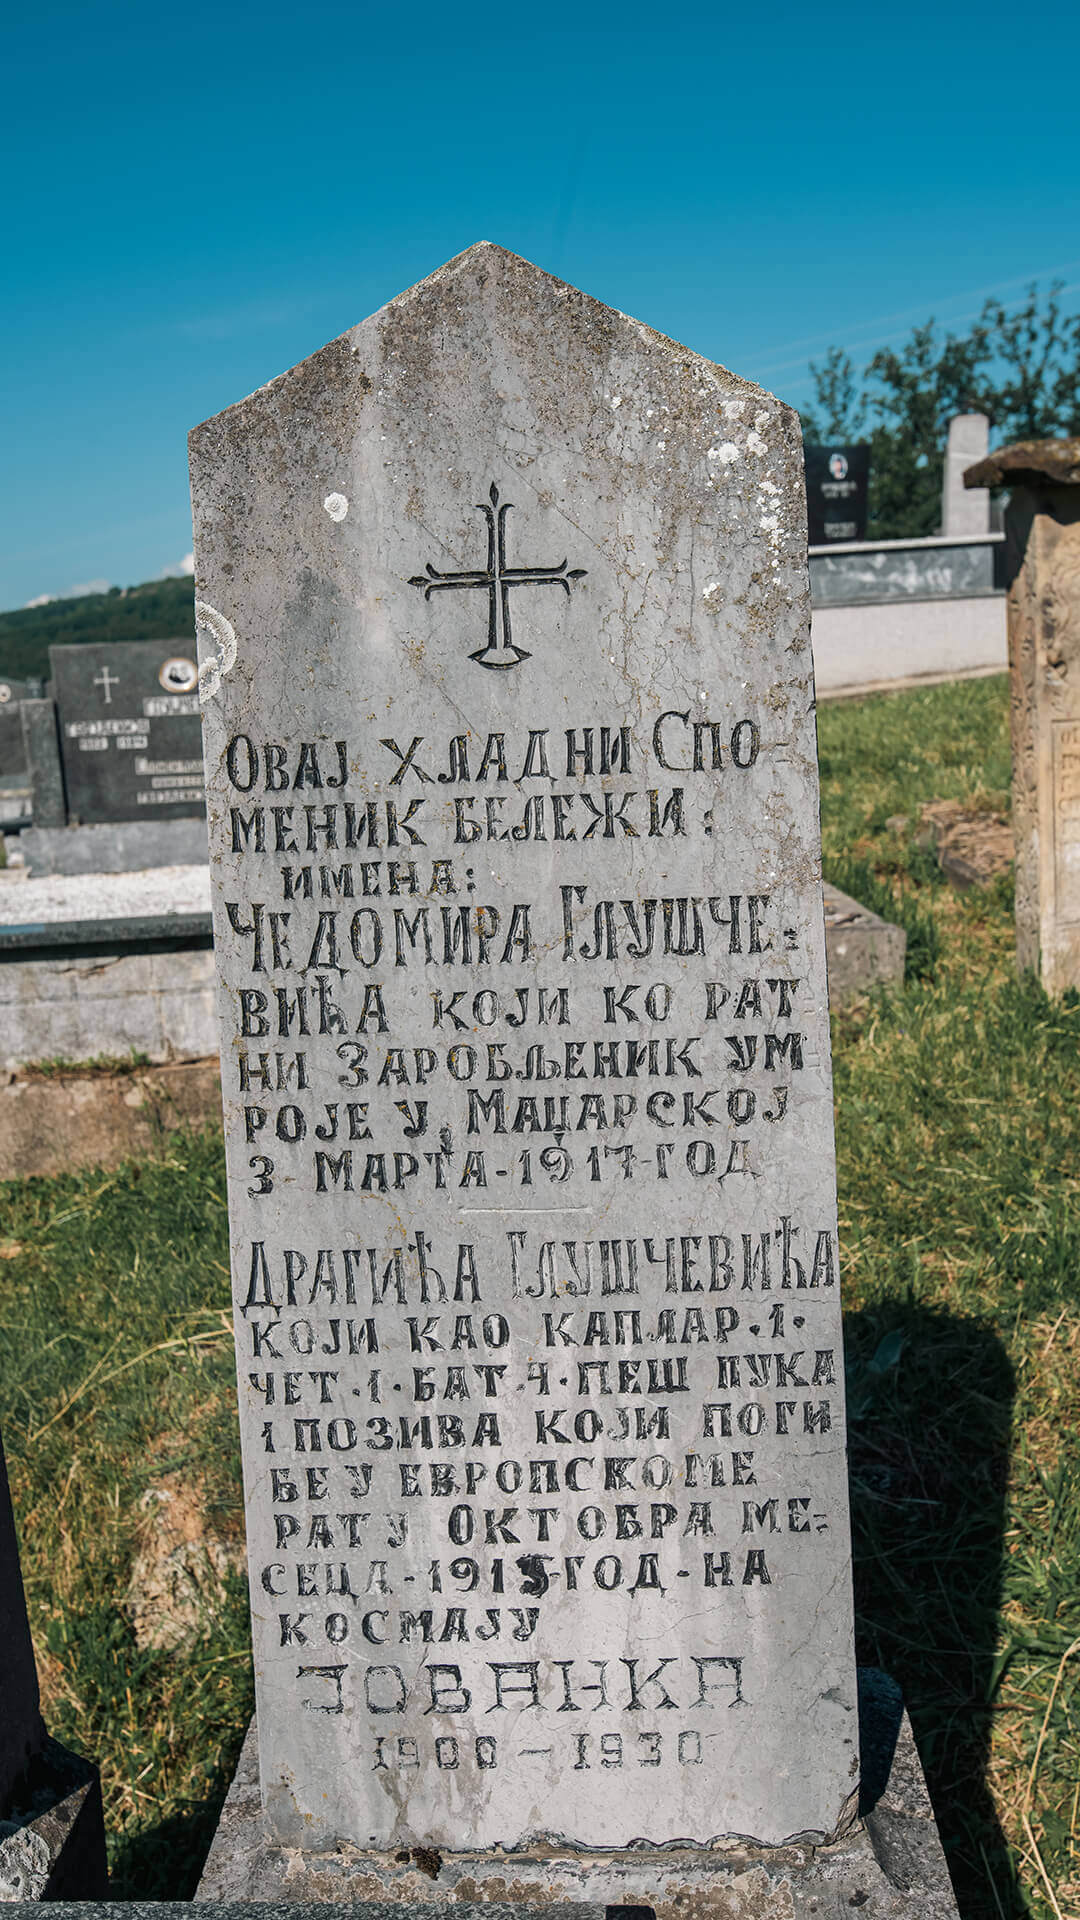 Овај хладни Спо-
меник бележи:
имена:
Чедомира Глушче-
вића који ко рат
ни Заробљеник ум
роје у Мацарској
3-Марта-1917-год
Драгића Глушчевића
који као каплар.1.
чет.1.бат.4.пеш пука
1 позива који поги
бе у европскоме
рату Октобра ме-
сеца-1915-год-на
Космају
Јованка
1900-1930